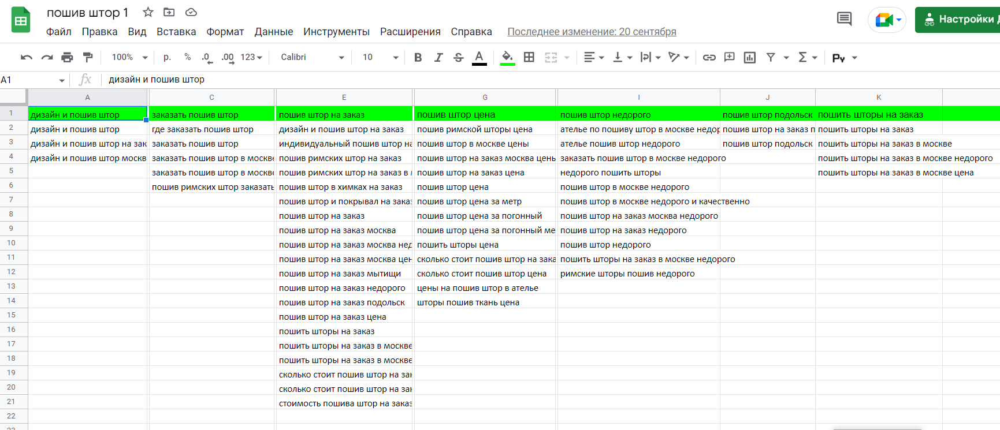 пошив штор 1
Файл Правка Вид Вставка Формат Данные Инструменты Расширения Справка Последнее изменение: 20 сентября
Настройки
100% р. % .0 .00 123 Calibri 10 B I S A Σ Ру
A1 fx дизайн и пошив штор
A C E G I J K
1 дизайн и пошив штор заказать пошив штор пошив штор на заказ пошив штор цена пошив штор недорого пошив штор подольск пошить шторы на заказ
2 дизайн и пошив штор где заказать пошив штор дизайн и пошив штор на заказ пошив римской шторы цена ателье по пошиву штор в москве недор пошив штор на заказ п пошить шторы на заказ
3 дизайн и пошив штор на зак заказать пошив штор индивидуальный пошив штор на ателье пошив штор в москве цены ателье пошив штор недорого пошив штор подольск пошить шторы на заказ в москве
4 дизайн и пошив штор москв заказать пошив штор в москве пошив римских штор на заказ пошив штор на заказ москва цень заказать пошив штор в москве недорого пошить шторы на заказ в москве недорого
5 заказать пошив штор в москве пошив римских штор на заказ в пошив штор на заказ цена недорого пошить шторы пошить шторы на заказ в москве цена
6 пошив римских штор заказать пошив штор в химках на заказ пошив штор цена пошив штор в москве недорого
7 пошив штор и покрывал на заказ пошив штор цена за метр пошив штор в москве недорого и качественно
8 пошив штор на заказ пошив штор цена за погонный пошив штор на заказ москва недорого
9 пошив штор на заказ москва пошив штор цена за погонный ме пошив штор на заказ недорого
10 пошив штор на заказ москва нед пошить шторы цена пошив штор недорого
11 пошив штор на заказ москва цен сколько стоит пошив штор на зака пошить шторы на заказ в москве недорого
12 пошив штор на заказ мытищи сколько стоит пошив штор цена римские шторы пошив недорого
13 пошив штор на заказ недорого цены на пошив штор в ателье
14 пошив штор на заказ подольск шторы пошив ткань цена
15 пошив штор на заказ цена
16 пошить шторы на заказ
17 пошить шторы на заказ в москве
18 пошить шторы на заказ в москве
19 сколько стоит пошив штор на зак
20 сколько стоит пошив штор на зак
21 стоимость пошива штор на заказ
22